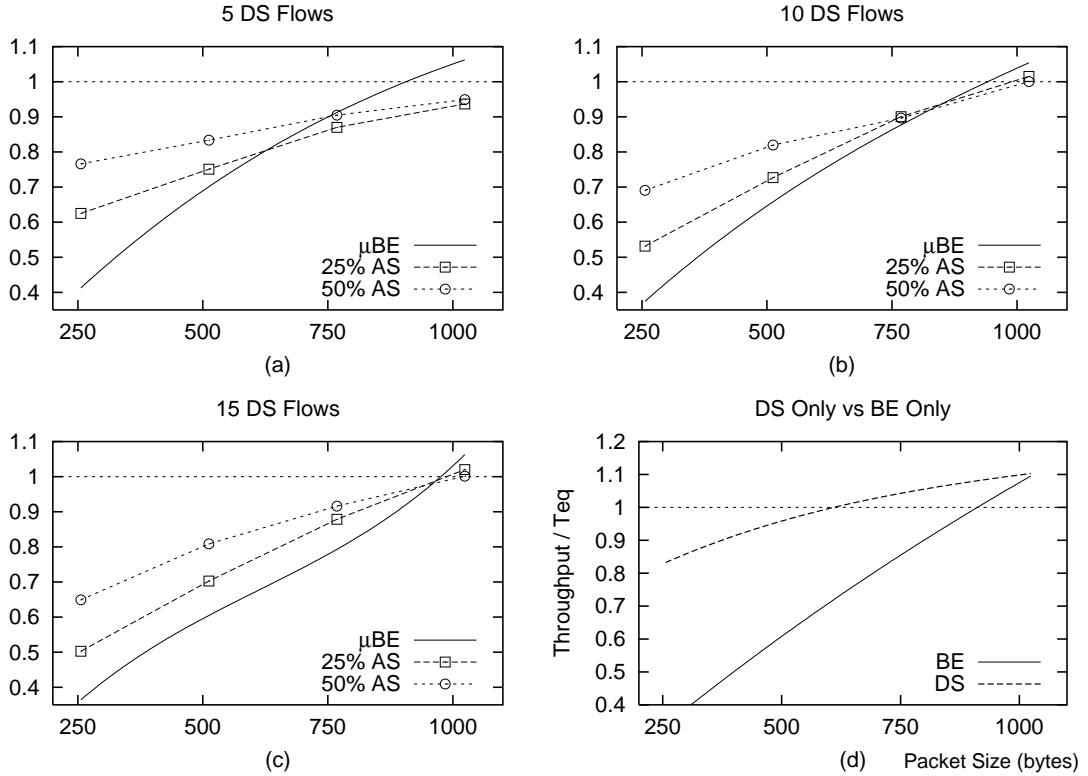 5 DS Flows
1.1
1
0.9
0.8
0.7
0.6
0.5
0.4
μBE
25% AS
50% AS
250 500 750 1000
(a)
10 DS Flows
1.1
1
0.9
0.8
0.7
0.6
0.5
0.4
μBE
25% AS
50% AS
250 500 750 1000
(b)
15 DS Flows
1.1
1
0.9
0.8
0.7
0.6
0.5
0.4
μBE
25% AS
50% AS
250 500 750 1000
(c)
DS Only vs BE Only
Throughput / Teq
1.2
1.1
1
0.9
0.8
0.7
0.6
0.5
0.4
BE
DS
250 500 750 1000
(d) Packet Size (bytes)